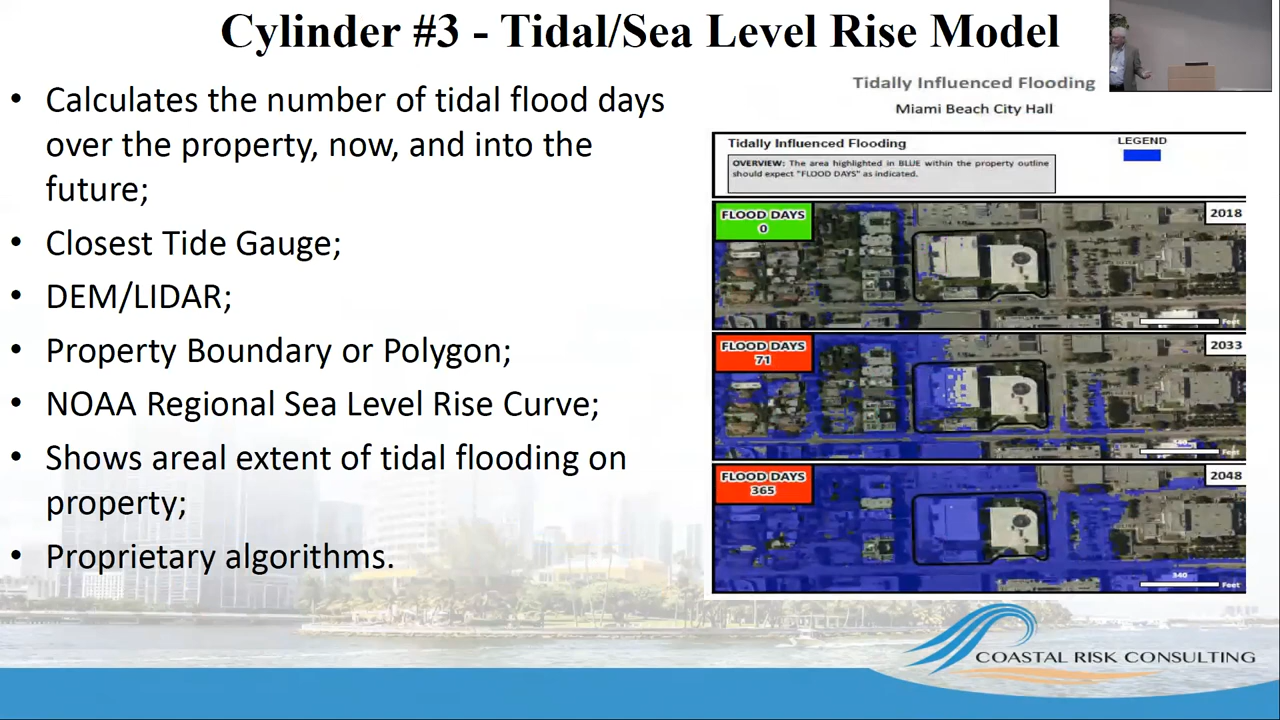 Cylinder #3 - Tidal/Sea Level Rise Model
• Calculates the number of tidal flood days
over the property, now, and into the
future;
• Closest Tide Gauge;
• DEM/LIDAR;
• Property Boundary or Polygon;
• NOAA Regional Sea Level Rise Curve;
• Shows areal extent of tidal flooding on
property;
• Proprietary algorithms.
Tidally Influenced Flooding
Miami Beach City Hall
Tidally Influenced Flooding
LEGEND
OVERVIEW: The area highlighted in BLUE within the property outline
should expect "FLOOD DAYS" as indicated.
FLOOD DAYS
0
2018
Feet
FLOOD DAYS
71
2033
Feet
FLOOD DAYS
365
2048
340
Feet
COASTAL RISK CONSULTING